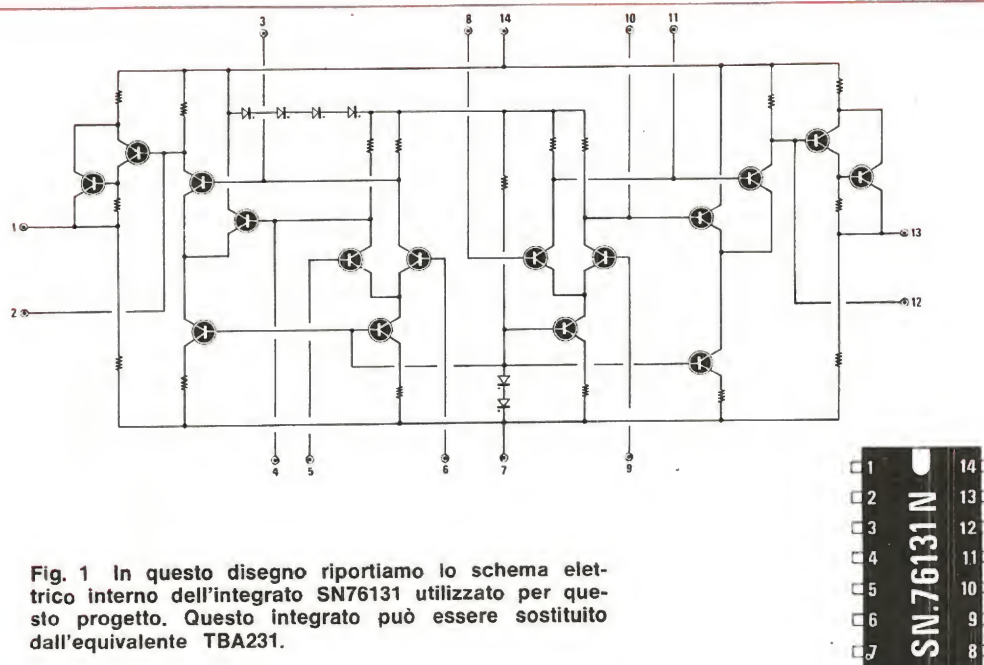 3 8 14 10 11
1
13
2
12
4 5 6 7 9
1 14
2 13
3 12
4 11
5 10
6 9
7 8
SN.76131N
Fig. 1 In questo disegno riportiamo lo schema elet-
trico interno dell'integrato SN76131 utilizzato per que-
sto progetto. Questo integrato può essere sostituito
dall'equivalente TBA231.